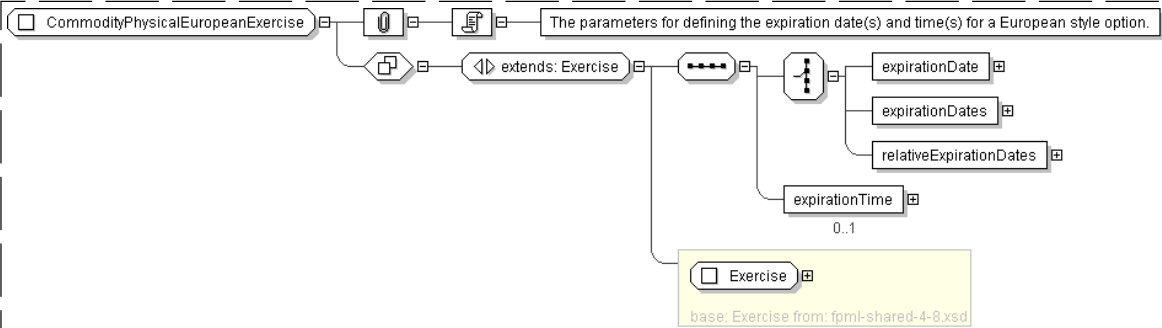 CommodityPhysicalEuropeanExercise
The parameters for defining the expiration date(s) and time(s) for a European style option.
extends: Exercise
expirationDate
expirationDates
relativeExpirationDates
expirationTime
0..1
Exercise
base: Exercise from: fpml-shared-4-8.xsd